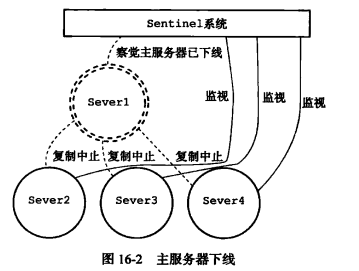 Sentinel系统
察觉主服务器已下线
Sever1
监视
监视
监视
复制中止
复制中止
复制中止
Sever2
Sever3
Sever4
图 16-2 主服务器下线